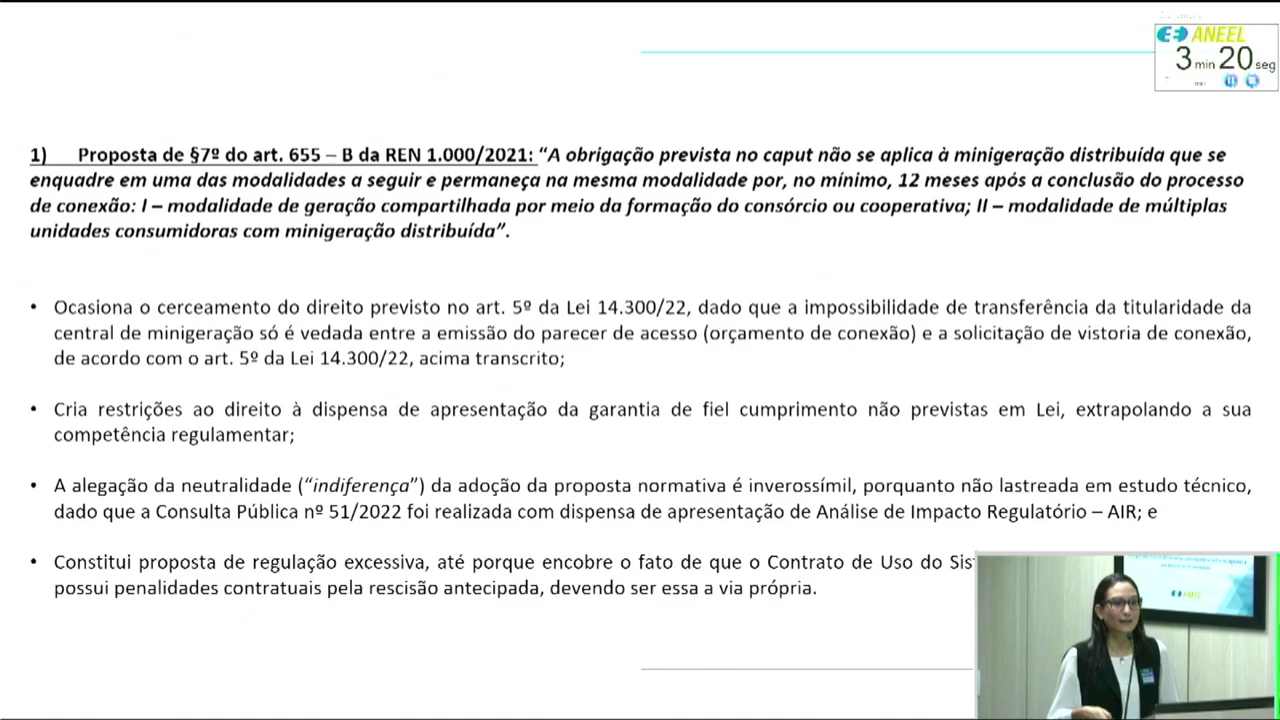 ANEEL
3 min 20 seg
1) Proposta de §7º do art. 655 – B da REN 1.000/2021: “A obrigação prevista no caput não se aplica à minigeração distribuída que se
enquadre em uma das modalidades a seguir e permaneça na mesma modalidade por, no mínimo, 12 meses após a conclusão do processo
de conexão: I – modalidade de geração compartilhada por meio da formação do consórcio ou cooperativa; II – modalidade de múltiplas
unidades consumidoras com minigeração distribuída”.
• Ocasiona o cerceamento do direito previsto no art. 5º da Lei 14.300/22, dado que a impossibilidade de transferência da titularidade da
central de minigeração só é vedada entre a emissão do parecer de acesso (orçamento de conexão) e a solicitação de vistoria de conexão,
de acordo com o art. 5º da Lei 14.300/22, acima transcrito;
• Cria restrições ao direito à dispensa de apresentação da garantia de fiel cumprimento não previstas em Lei, extrapolando a sua
competência regulamentar;
• A alegação da neutralidade (“indiferença”) da adoção da proposta normativa é inverossímil, porquanto não lastreada em estudo técnico,
dado que a Consulta Pública nº 51/2022 foi realizada com dispensa de apresentação de Análise de Impacto Regulatório – AIR; e
• Constitui proposta de regulação excessiva, até porque encobre o fato de que o Contrato de Uso do Sis
possui penalidades contratuais pela rescisão antecipada, devendo ser essa a via própria.
ANEEL